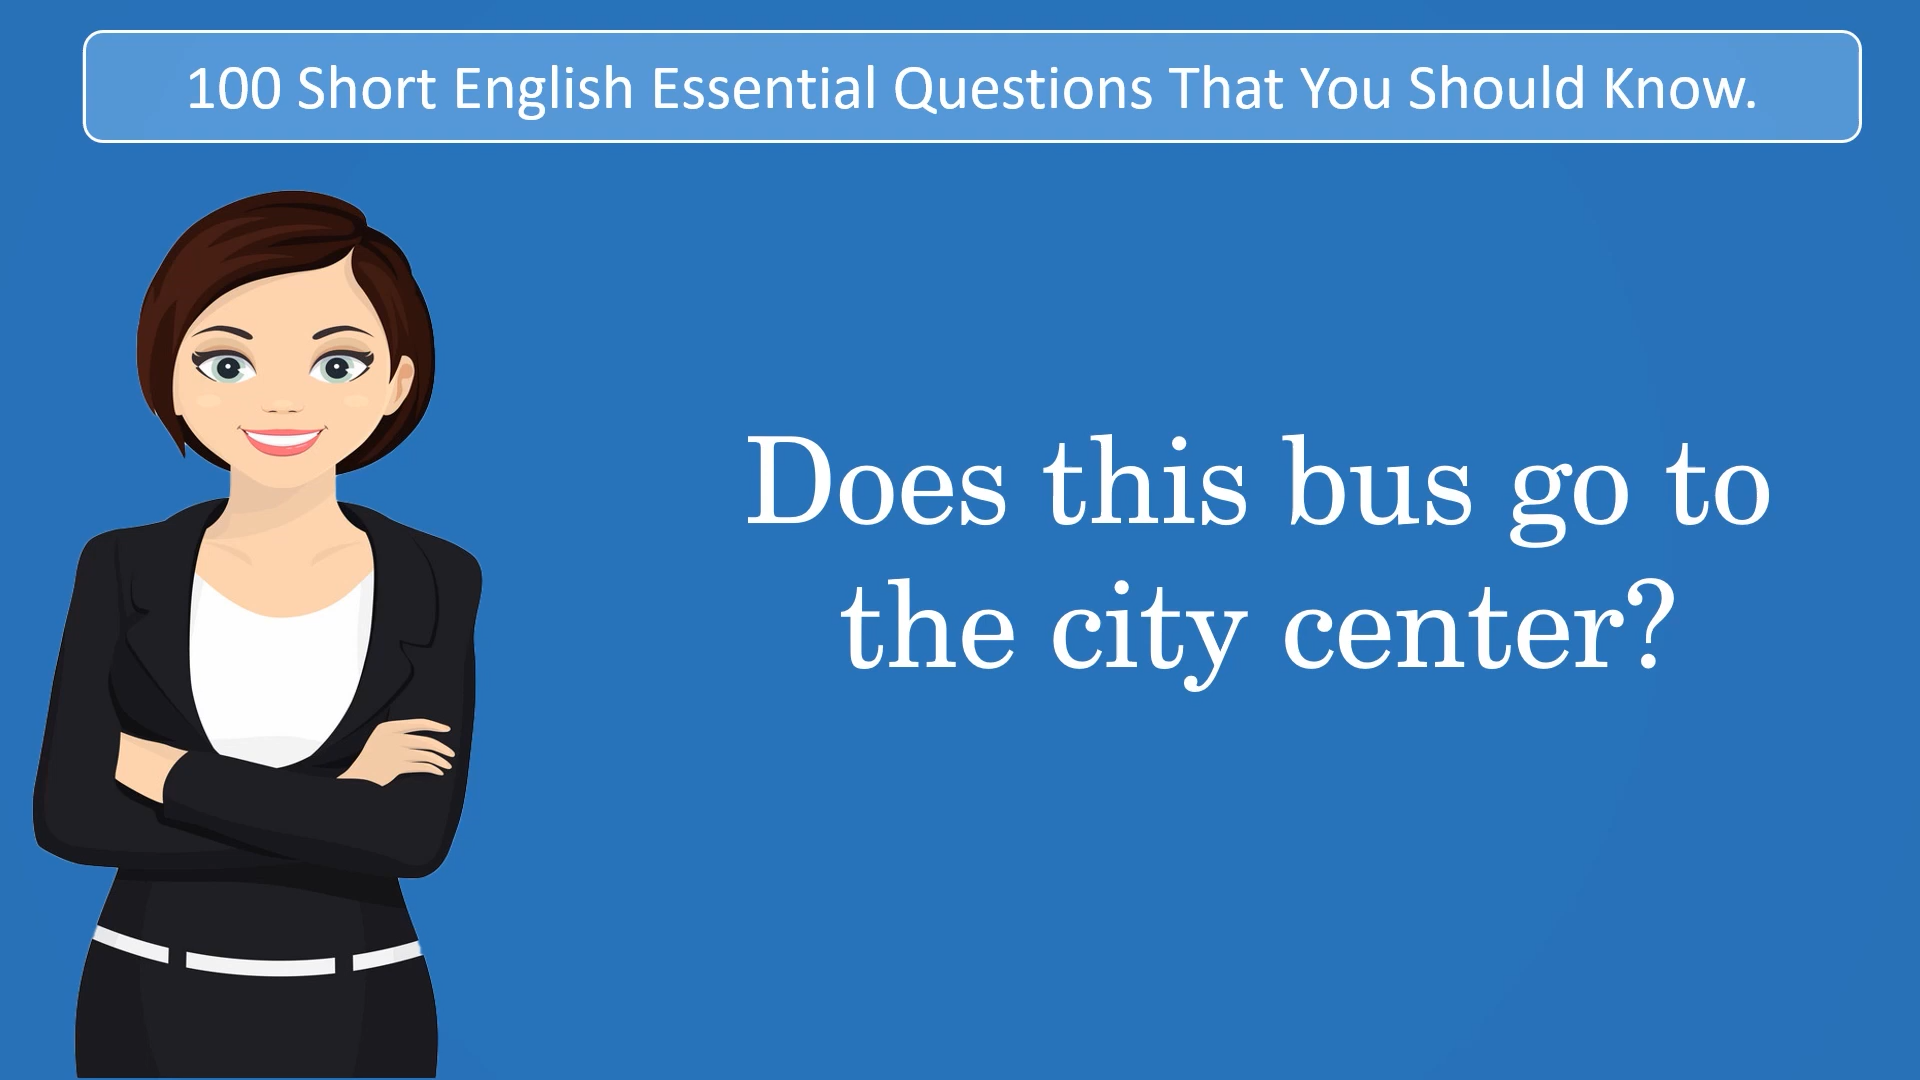 100 Short English Essential Questions That You Should Know.
Does this bus go to
the city center?